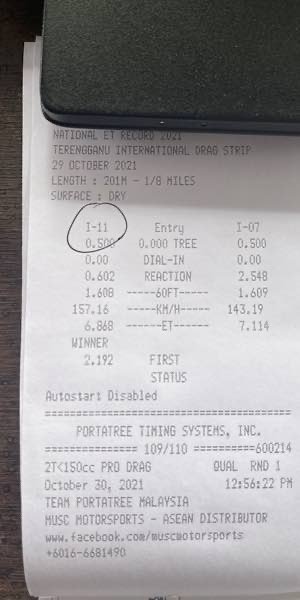 NATIONAL ET RECORD 2021
TERENGGANU INTERNATIONAL DRAG STRIP
29 OCTOBER 2021
LENGTH : 201M - 1/8 MILES
SURFACE : DRY
I-11 Entry I-07
0.500 0.000 TREE 0.500
0.00 DIAL-IN 0.00
0.602 REACTION 2.548
1.608 -----60FT----- 1.609
157.16 -----KM/H----- 143.19
6.868 ------ET------ 7.114
WINNER
2.192 FIRST
STATUS
Autostart Disabled
=====================================
PORTATREE TIMING SYSTEMS, INC.
=============== 109/110 ==========600214
2T<150cc PRO DRAG QUAL RND 1
October 30, 2021 12:56:22 PM
TEAM PORTATREE MALAYSIA
MUSC MOTORSPORTS - ASEAN DISTRIBUTOR
www.facebook.com/muscmotorsports
+6016-6681490